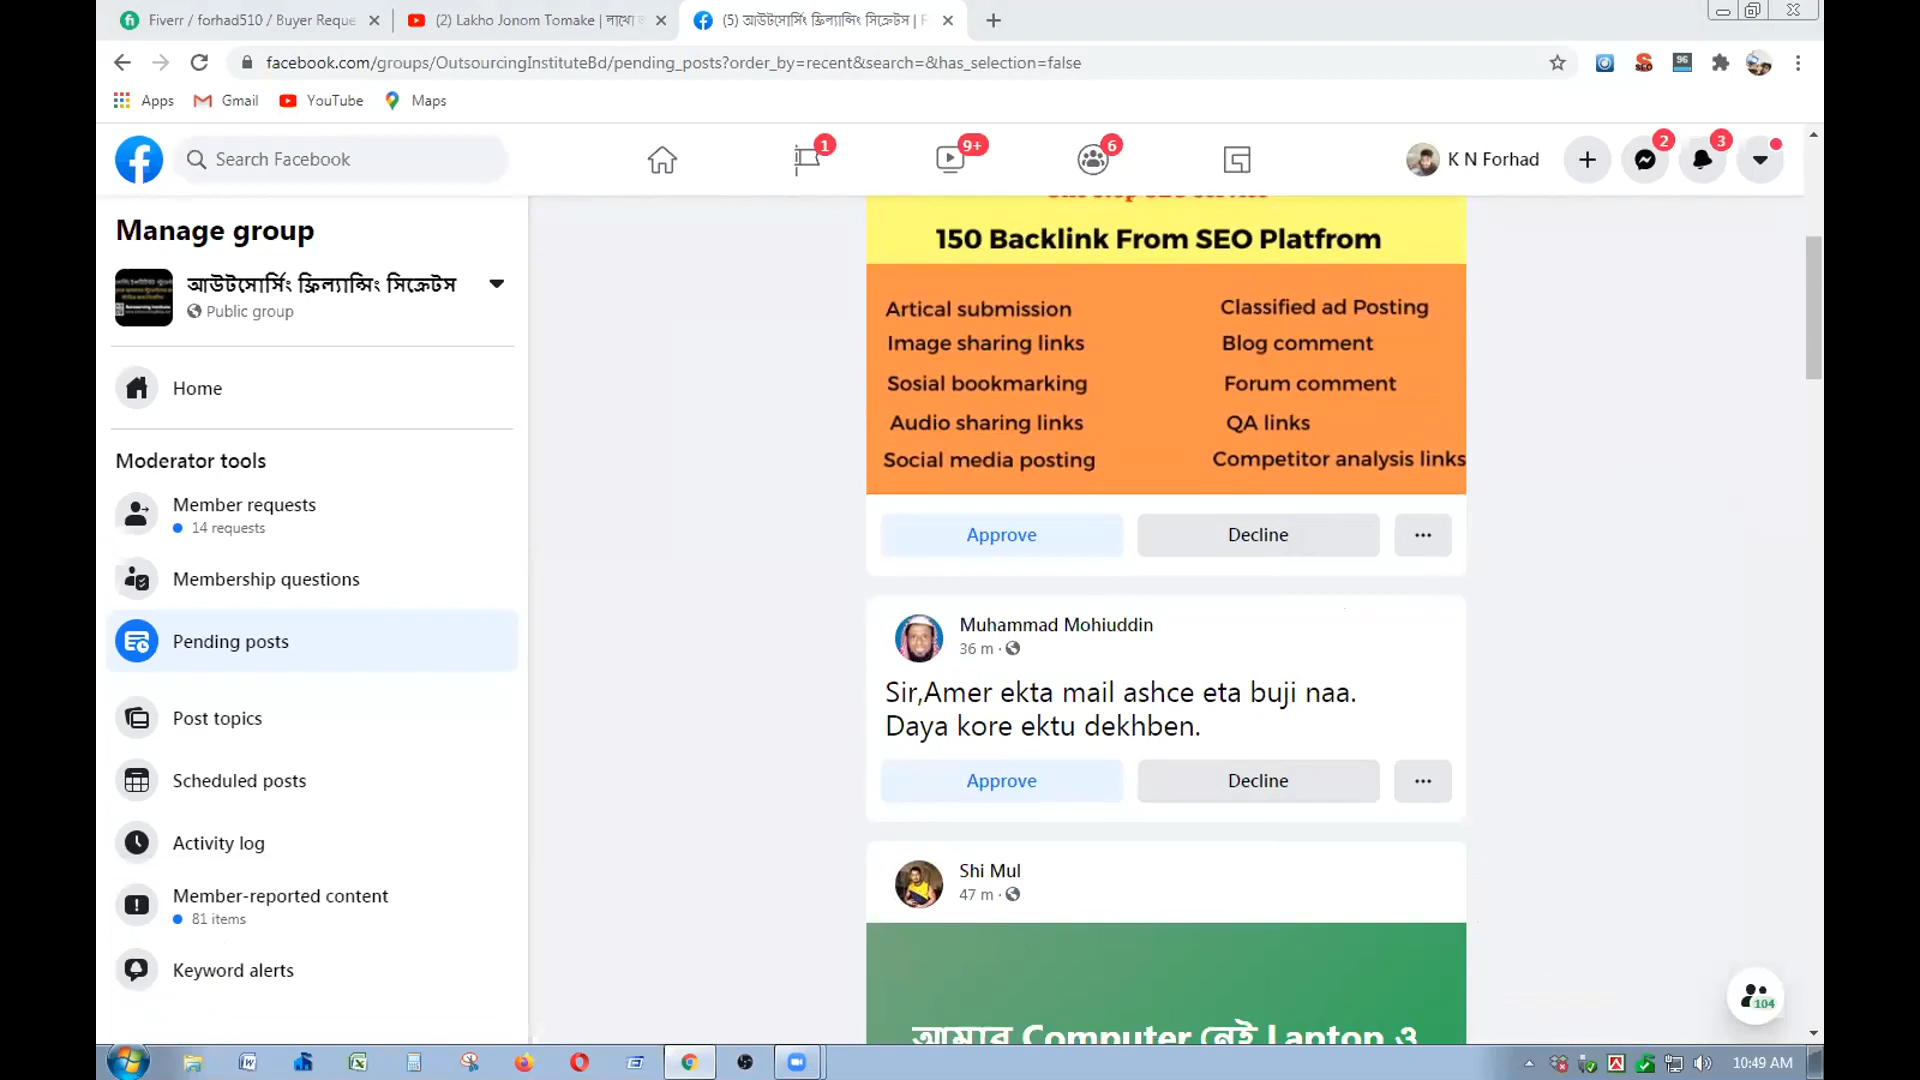 Fiverr / forhad510 / Buyer Reque
(2) Lakho Jonom Tomake | লাখো
(5) আউটসোর্সিং ফ্রিল্যান্সিং সিক্রেটস | F
facebook.com/groups/OutsourcingInstituteBd/pending_posts?order_by=recent&search=&has_selection=false
SEO
96
Apps
Gmail
YouTube
Maps
Search Facebook
1
9+
6
K N Forhad
2
3
Manage group
আউটসোর্সিং ফ্রিল্যান্সিং সিক্রেটস
Public group
Home
Moderator tools
Member requests
14 requests
Membership questions
Pending posts
Post topics
Scheduled posts
Activity log
Member-reported content
81 items
Keyword alerts
150 Backlink From SEO Platfrom
Artical submission
Classified ad Posting
Image sharing links
Blog comment
Sosial bookmarking
Forum comment
Audio sharing links
QA links
Social media posting
Competitor analysis links
Approve
Decline
Muhammad Mohiuddin
36 m
Sir,Amer ekta mail ashce eta buji naa.
Daya kore ektu dekhben.
Approve
Decline
Shi Mul
47 m
আমার Computer নেই Laptop ও
104
10:49 AM